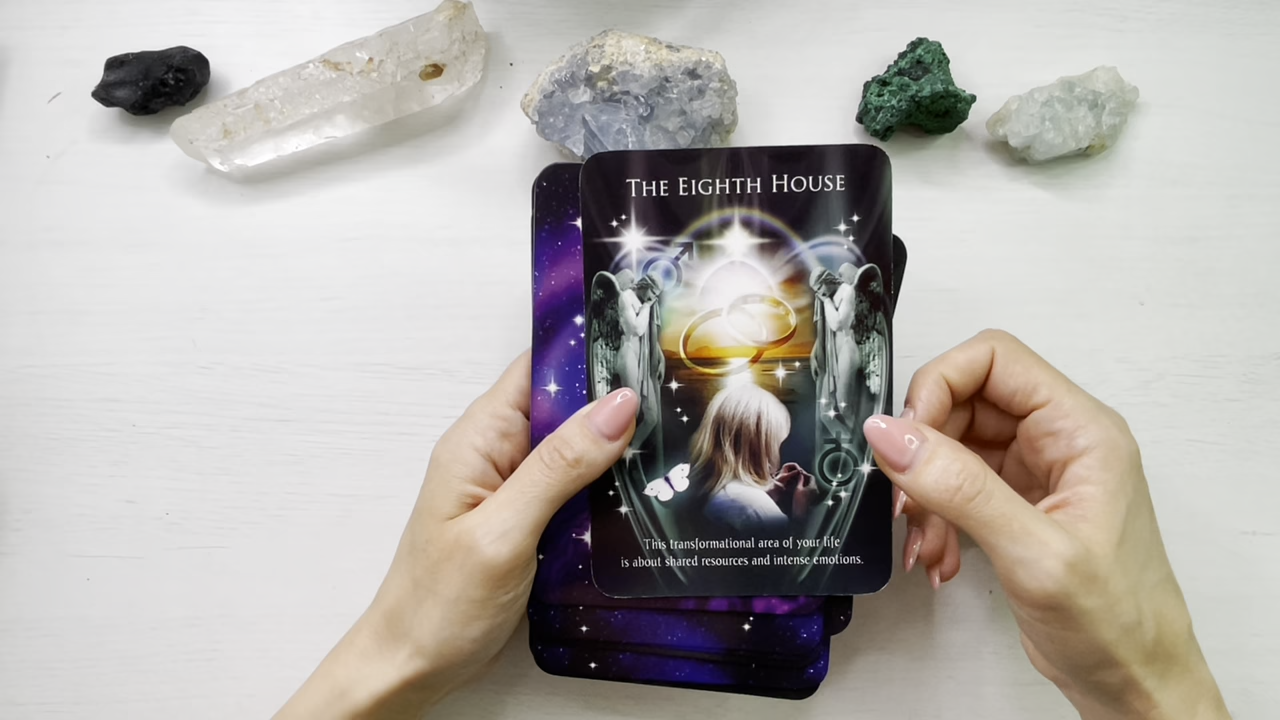 The Eighth House
This transformational area of your life
is about shared resources and intense emotions.